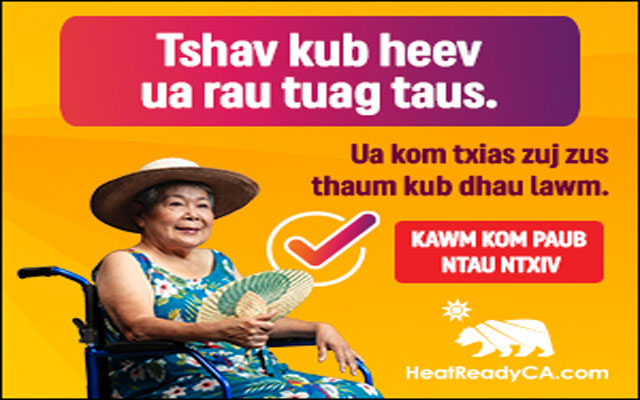 Tshav kub heev
ua rau tuag taus.
Ua kom txias zuj zus
thaum kub dhau lawm.
KAWM KOM PAUB
NTAU NTXIV
HeatReadyCA.com